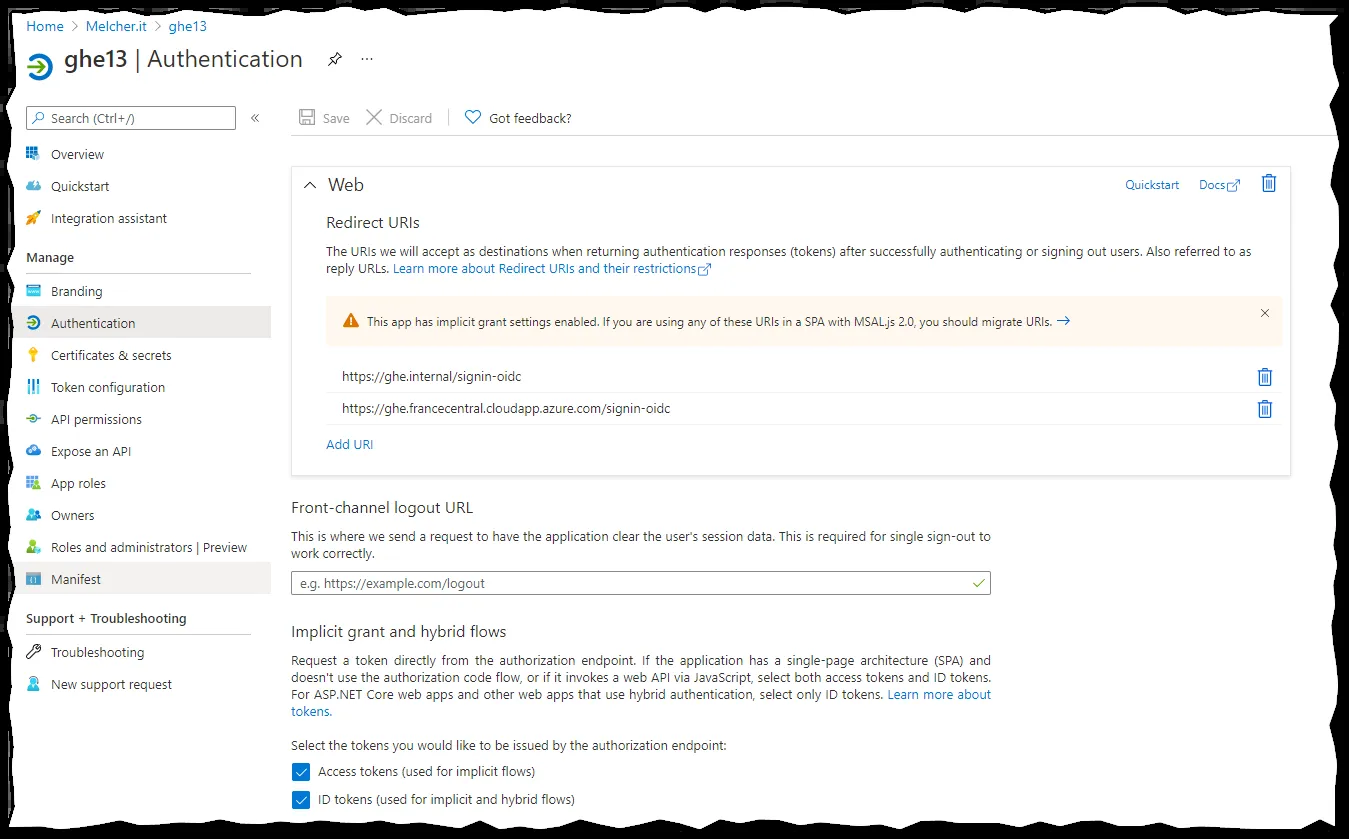 Home > Melcher.it > ghe13
ghe13 | Authentication ...
Search (Ctrl+/) «
Save Discard Got feedback?
Overview
Quickstart
Integration assistant
Manage
Branding
Authentication
Certificates & secrets
Token configuration
API permissions
Expose an API
App roles
Owners
Roles and administrators | Preview
Manifest
Support + Troubleshooting
Troubleshooting
New support request
Web Quickstart Docs
Redirect URIs
The URIs we will accept as destinations when returning authentication responses (tokens) after successfully authenticating or signing out users. Also referred to as
reply URLs. Learn more about Redirect URIs and their restrictions
This app has implicit grant settings enabled. If you are using any of these URIs in a SPA with MSAL.js 2.0, you should migrate URIs. →
https://ghe.internal/signin-oidc
https://ghe.francecentral.cloudapp.azure.com/signin-oidc
Add URI
Front-channel logout URL
This is where we send a request to have the application clear the user's session data. This is required for single sign-out to
work correctly.
e.g. https://example.com/logout
Implicit grant and hybrid flows
Request a token directly from the authorization endpoint. If the application has a single-page architecture (SPA) and
doesn't use the authorization code flow, or if it invokes a web API via JavaScript, select both access tokens and ID tokens.
For ASP.NET Core web apps and other web apps that use hybrid authentication, select only ID tokens. Learn more about
tokens.
Select the tokens you would like to be issued by the authorization endpoint:
Access tokens (used for implicit flows)
ID tokens (used for implicit and hybrid flows)